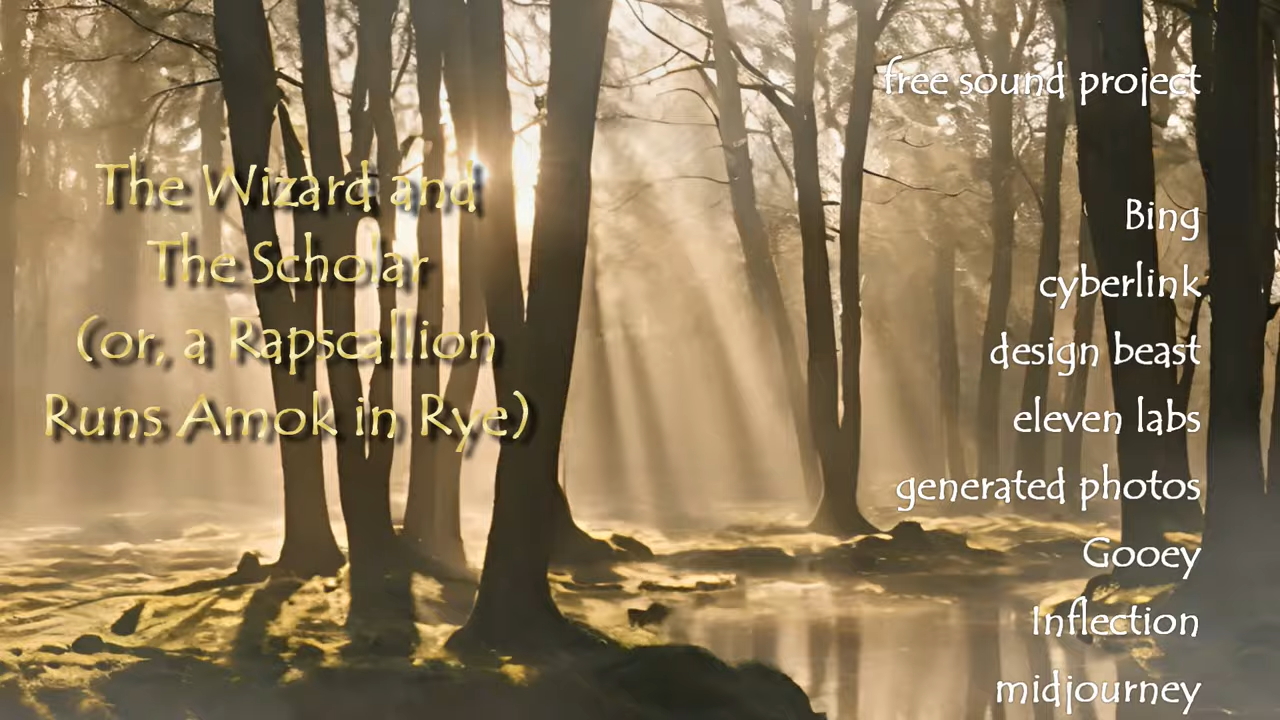 The Wizard and
The Scholar
(or, a Rapscallion
Runs Amok in Rye)
free sound project
Bing
cyberlink
design beast
eleven labs
generated photos
Gooey
Inflection
midjourney